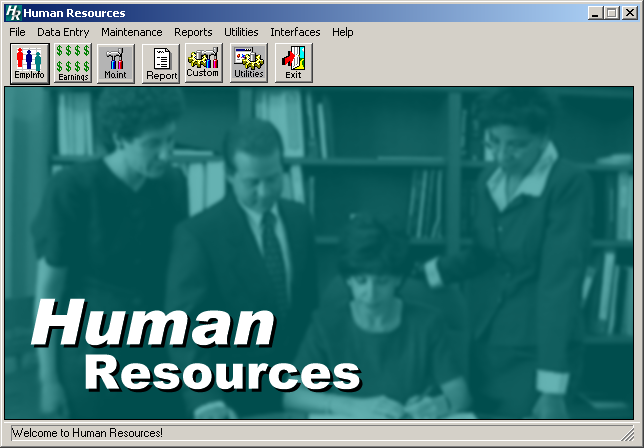 HR Human Resources
File Data Entry Maintenance Reports Utilities Interfaces Help
EmpInfo Earnings Maint Report Custom Utilities Exit
Human
Resources
Welcome to Human Resources!